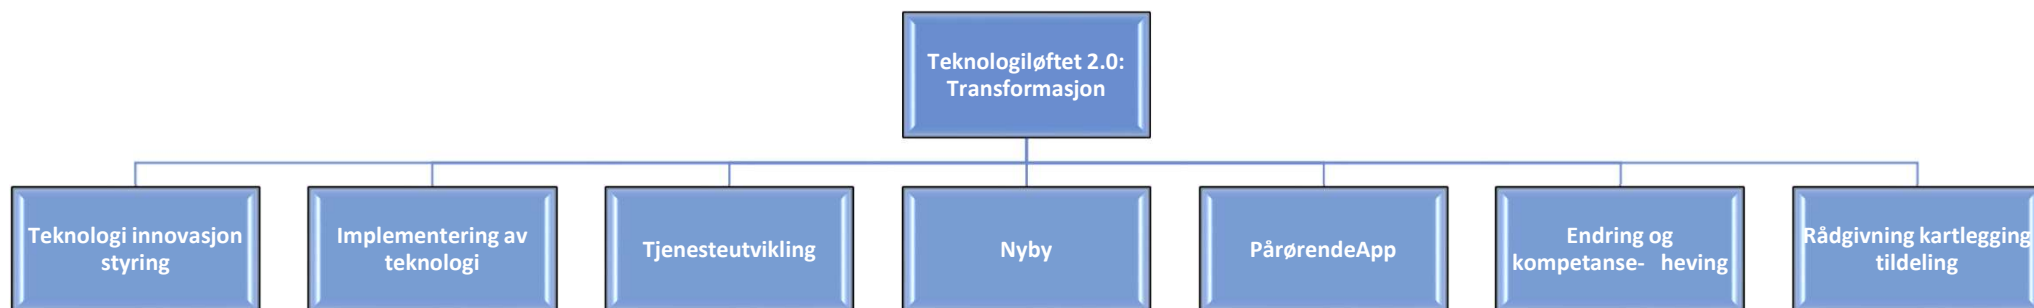 Teknologiløftet 2.0:
Transformasjon
Teknologi innovasjon
styring
Implementering av
teknologi
Tjenesteutvikling
Nyby
PårørendeApp
Endring og
kompetanse-   heving
Rådgivning kartlegging
tildeling